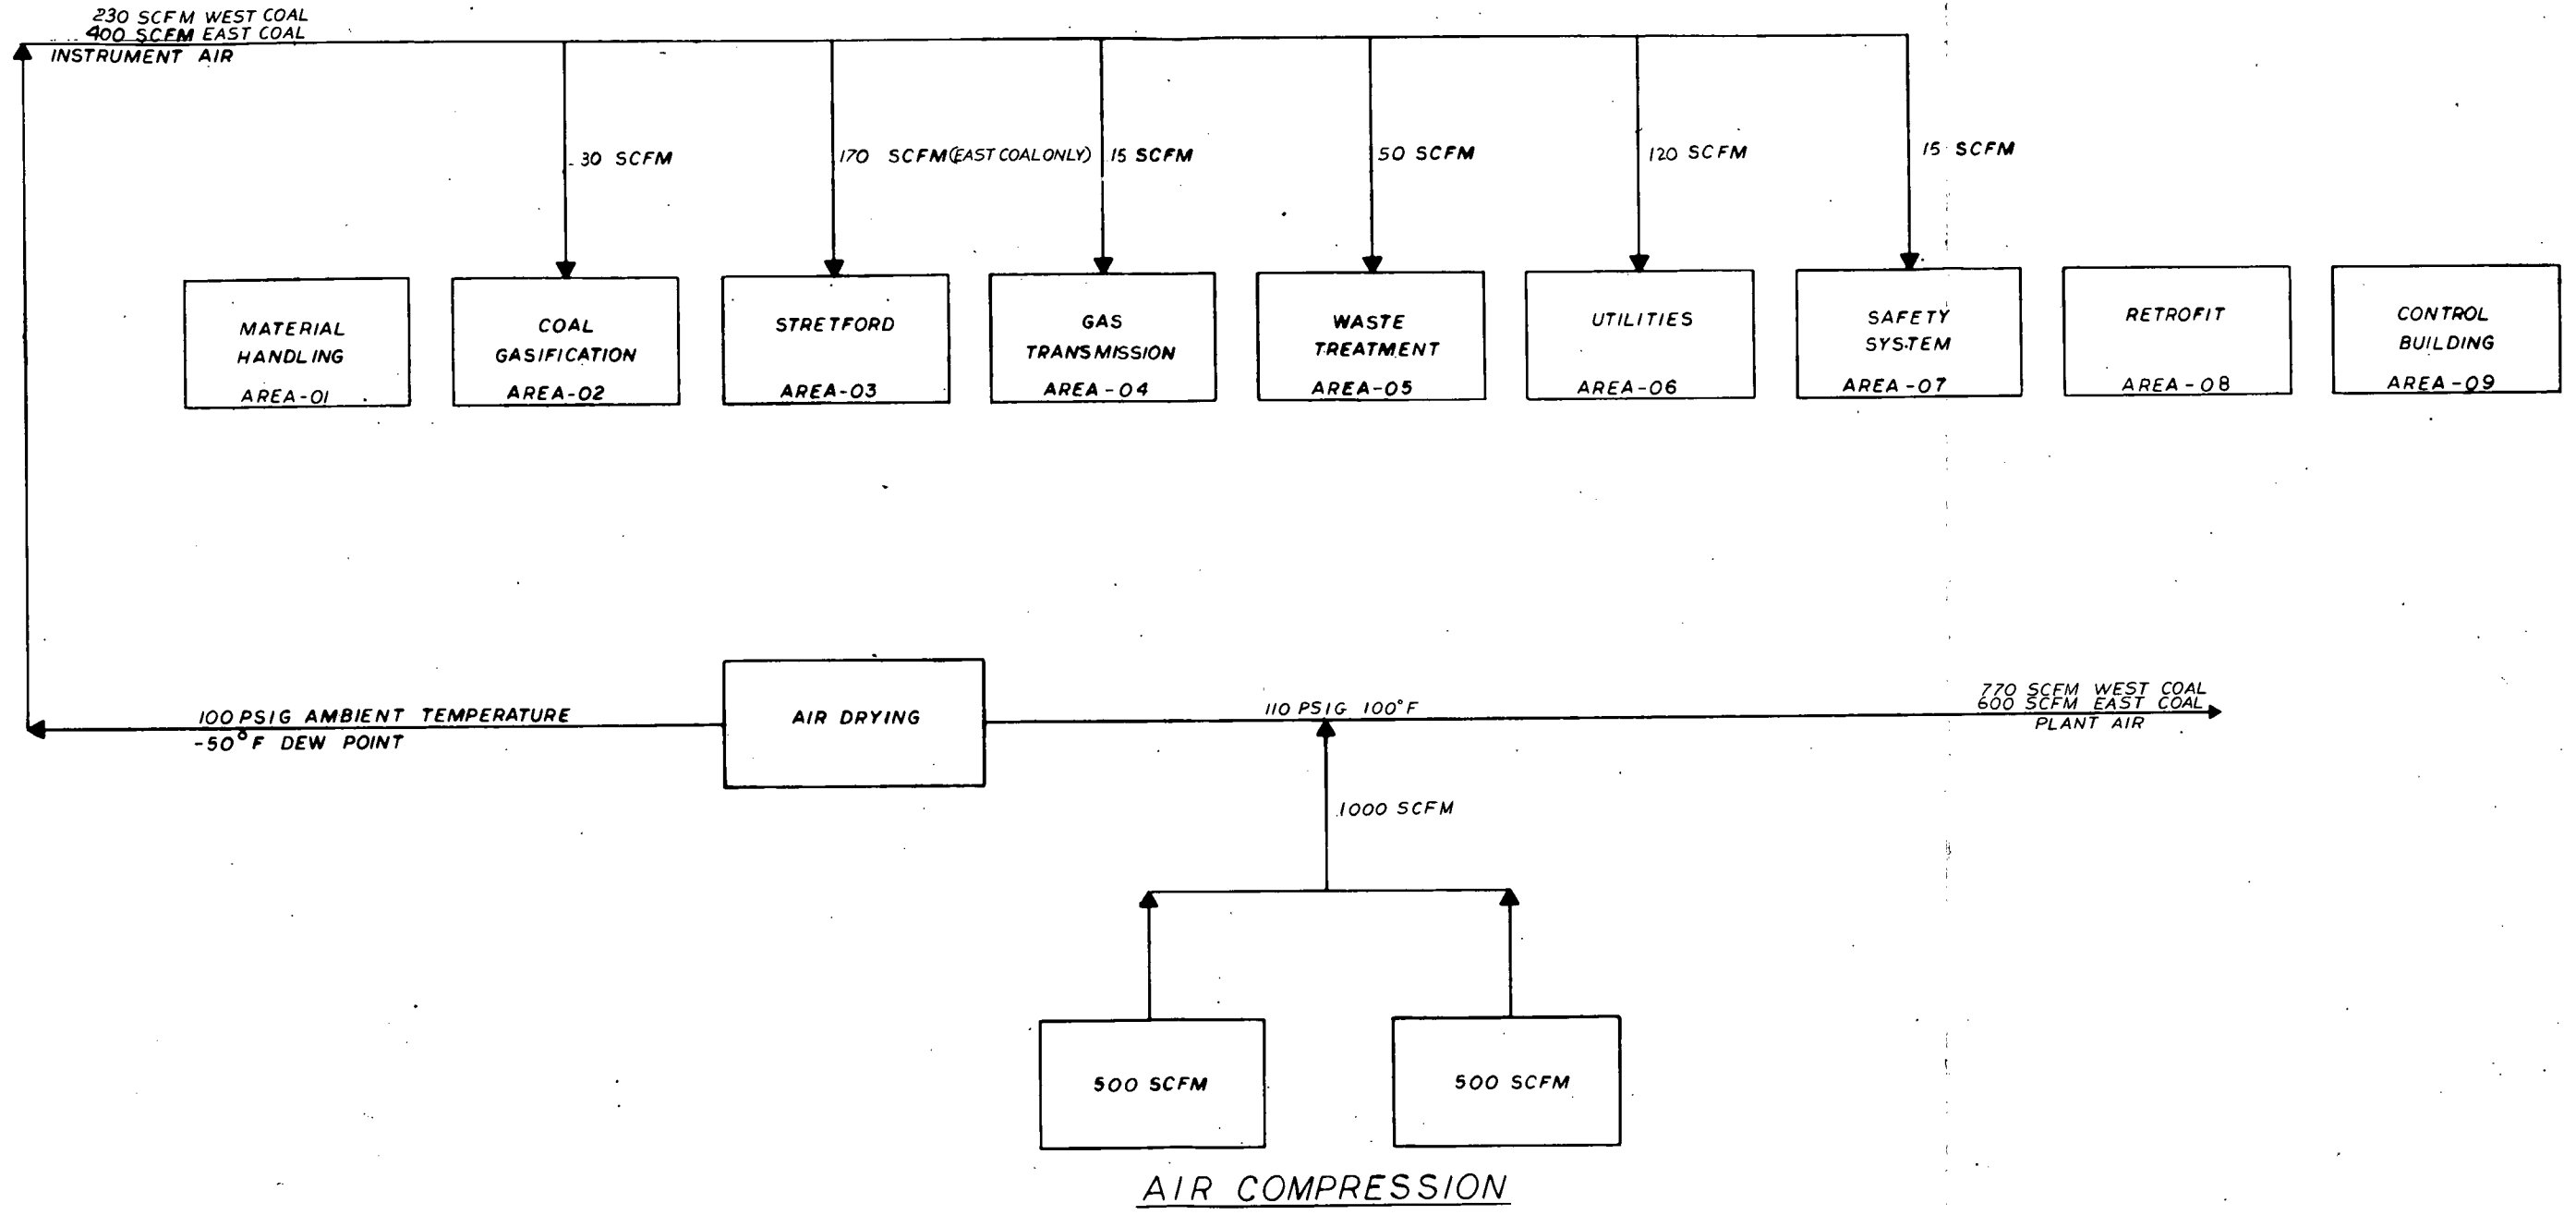 230 SCFM WEST COAL
400 SCFM EAST COAL
INSTRUMENT AIR
30 SCFM
170 SCFM (EAST COAL ONLY)
15 SCFM
50 SCFM
120 SCFM
15 SCFM
MATERIAL
HANDLING
AREA-01
COAL
GASIFICATION
AREA-02
STRETFORD
AREA-03
GAS
TRANSMISSION
AREA-04
WASTE
TREATMENT
AREA-05
UTILITIES
AREA-06
SAFETY
SYSTEM
AREA-07
RETROFIT
AREA-08
CONTROL
BUILDING
AREA-09
100 PSIG AMBIENT TEMPERATURE
-50°F DEW POINT
AIR DRYING
110 PSIG 100°F
770 SCFM WEST COAL
600 SCFM EAST COAL
PLANT AIR
1000 SCFM
500 SCFM
500 SCFM
AIR COMPRESSION